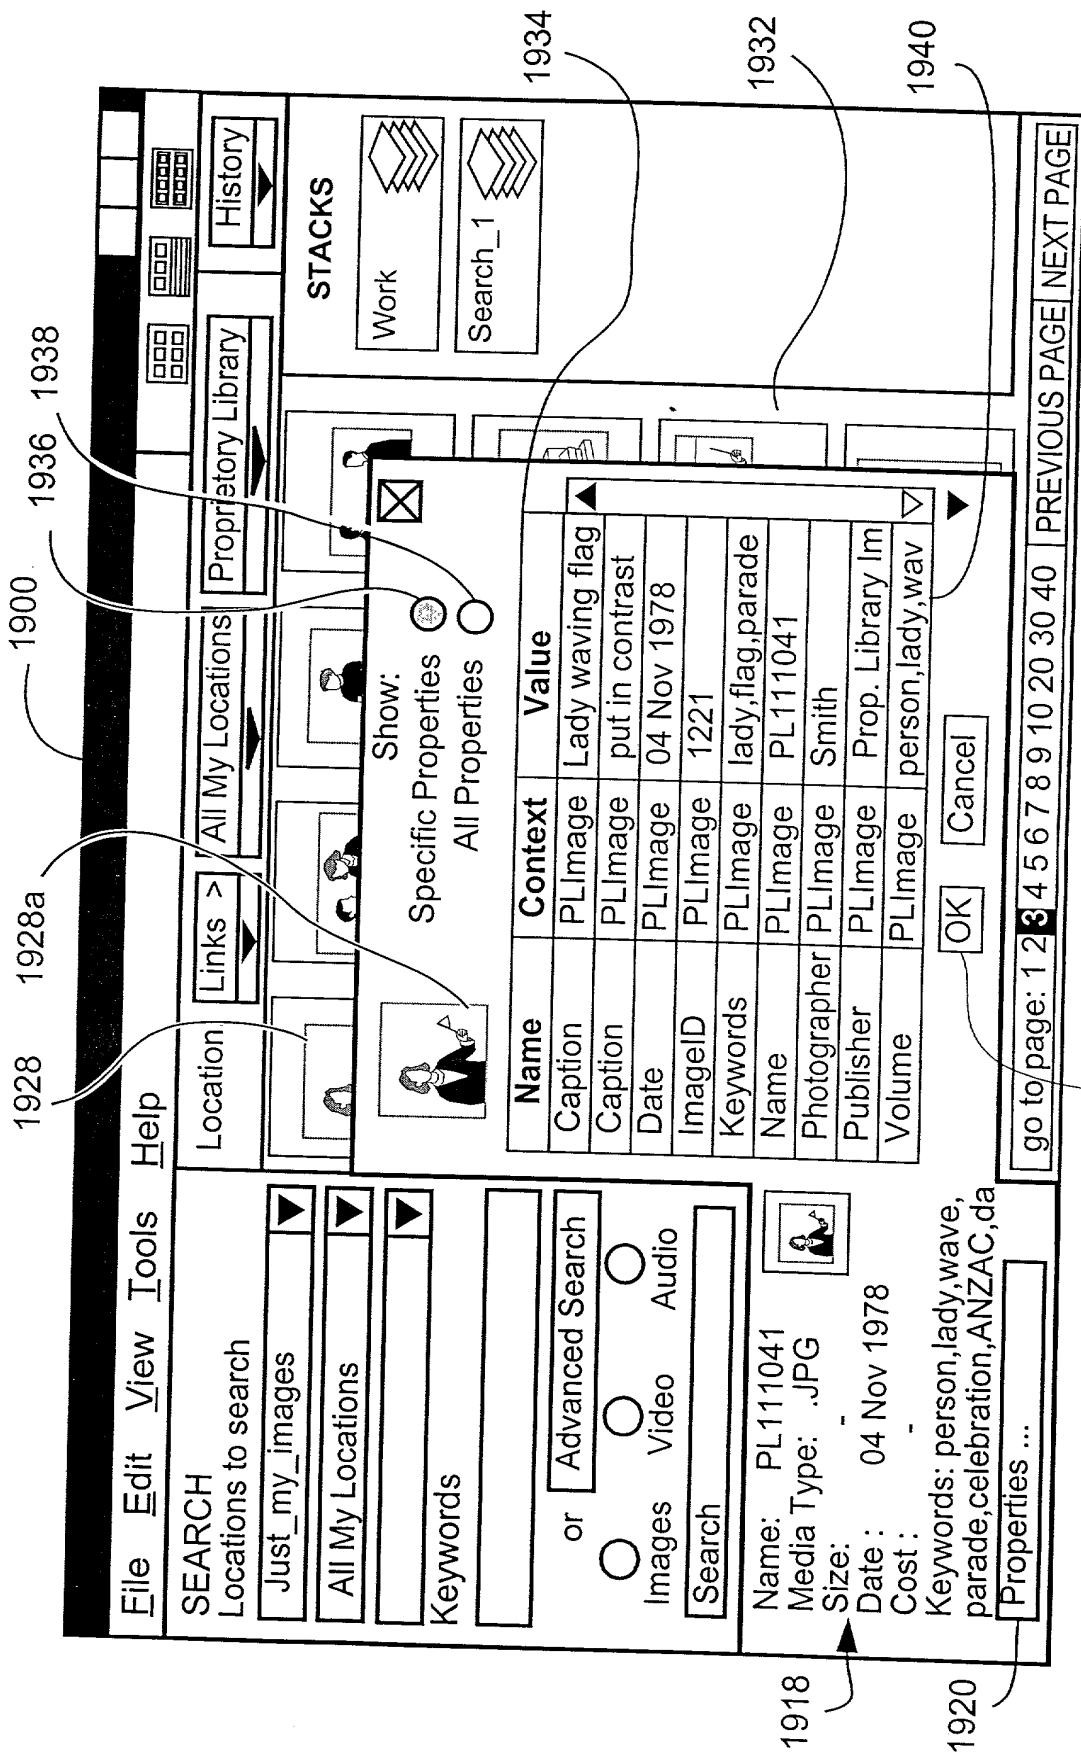 1900
File Edit View Tools Help
SEARCH
Locations to search
Just_my_images
All My Locations
Keywords
or
Advanced Search
Images Video Audio
Search
Name: PL111041
Media Type: .JPG
Size: -
Date : 04 Nov 1978
Cost : -
Keywords: person,lady,wave,
parade,celebration,ANZAC,da
Properties ...
1918
1920
Location
Links >
All My Locations
Proprietory Library
History
1928
1928a
1936
1938
Show:
Specific Properties
All Properties
Name Context Value
Caption PLImage Lady waving flag
Caption PLImage put in contrast
Date PLImage 04 Nov 1978
ImageID PLImage 1221
Keywords PLImage lady,flag,parade
Name PLImage PL111041
Photographer PLImage Smith
Publisher PLImage Prop. Library Im
Volume PLImage person,lady,wav
OK Cancel
STACKS
Work
Search_1
1934
1932
1940
go to page: 1 2 3 4 5 6 7 8 9 10 20 30 40 PREVIOUS PAGE NEXT PAGE